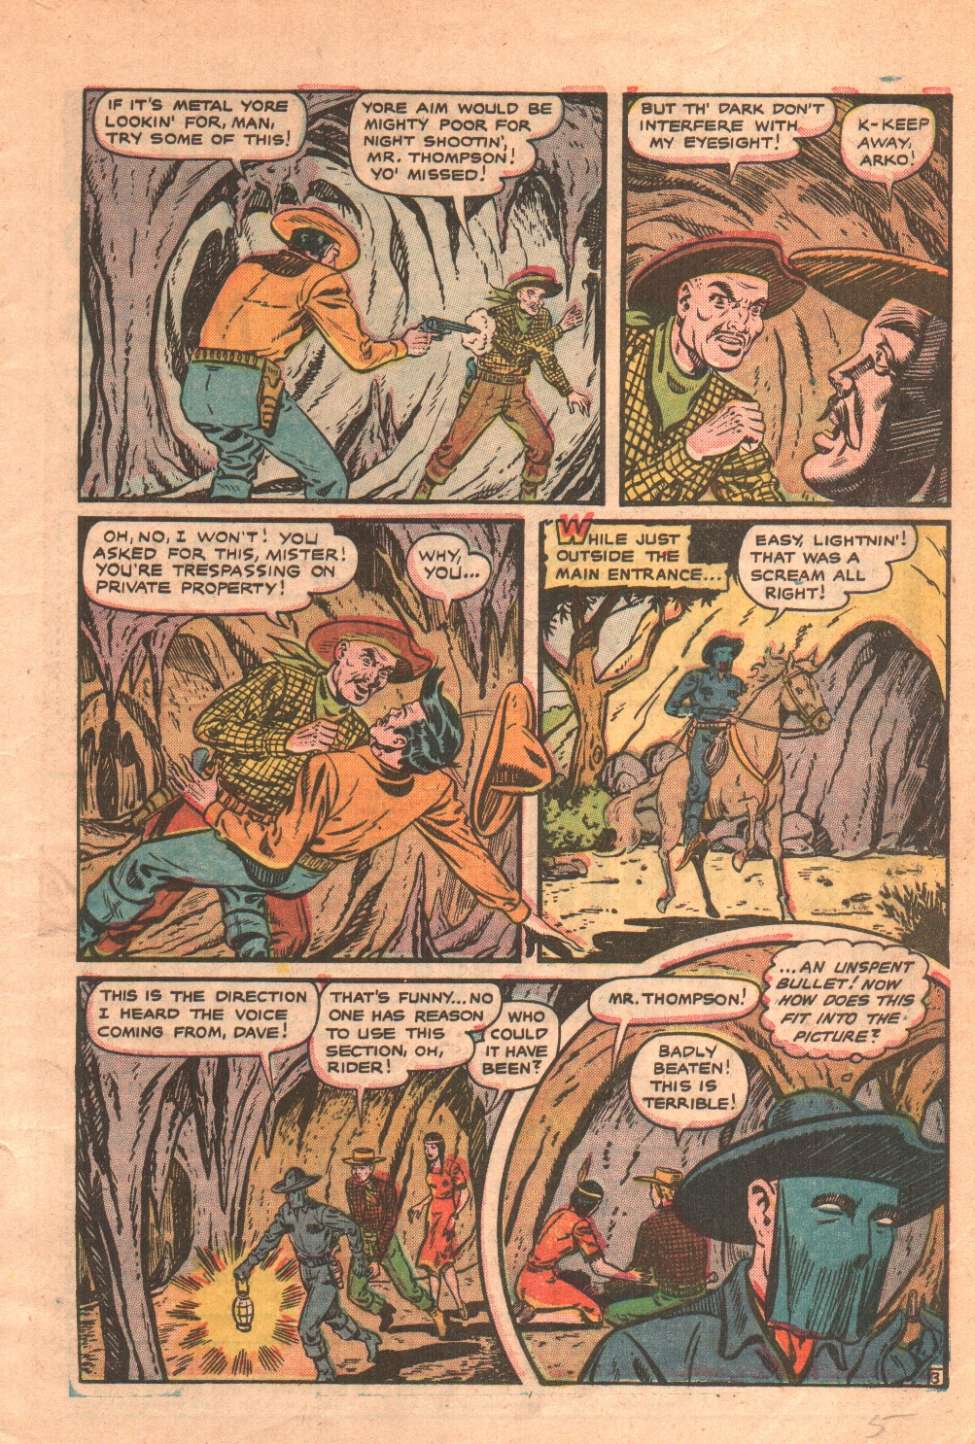 IF IT'S METAL YORE
LOOKIN' FOR, MAN,
TRY SOME OF THIS!
YORE AIM WOULD BE
MIGHTY POOR FOR
NIGHT SHOOTIN',
MR. THOMPSON!
YO' MISSED!
BUT TH' DARK DON'T
INTERFERE WITH
MY EYESIGHT!
K-KEEP
AWAY,
ARKO!
OH, NO, I WON'T! YOU
ASKED FOR THIS, MISTER!
YOU'RE TRESPASSING ON
PRIVATE PROPERTY!
WHY,
YOU...
WHILE JUST
OUTSIDE THE
MAIN ENTRANCE...
EASY, LIGHTNIN'!
THAT WAS A
SCREAM ALL
RIGHT!
THIS IS THE DIRECTION
I HEARD THE VOICE
COMING FROM, DAVE!
THAT'S FUNNY...NO
ONE HAS REASON
TO USE THIS
SECTION, OH,
RIDER!
WHO
COULD
IT HAVE
BEEN?
MR. THOMPSON!
BADLY
BEATEN!
THIS IS
TERRIBLE!
...AN UNSPENT
BULLET! NOW
HOW DOES THIS
FIT INTO THE
PICTURE?
3
5